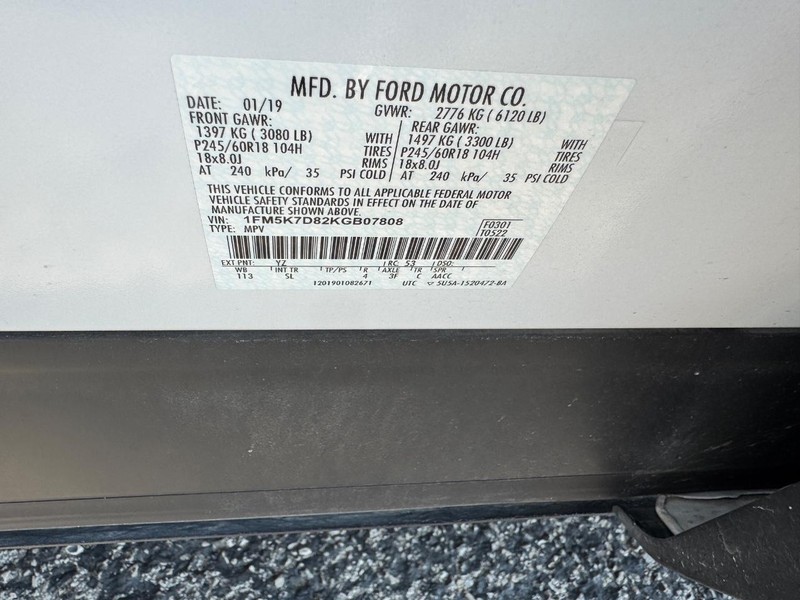 MFD. BY FORD MOTOR CO.
DATE: 01/19 GVWR: 2776 KG ( 6120 LB)
FRONT GAWR: REAR GAWR:
1397 KG ( 3080 LB) WITH 1497 KG ( 3300 LB) WITH
P245/60R18 104H TIRES P245/60R18 104H TIRES
18x8.0J RIMS 18x8.0J RIMS
AT 240 kPa/ 35 PSI COLD AT 240 kPa/ 35 PSI COLD
THIS VEHICLE CONFORMS TO ALL APPLICABLE FEDERAL MOTOR
VEHICLE SAFETY STANDARDS IN EFFECT ON THE DATE OF
MANUFACTURE SHOWN ABOVE.
VIN: 1FM5K7D82KGB07808 F0301
TYPE: MPV T0522
EXT PNT: YZ RC: 53 DSO:
WB INT TR TP/PS R AXLE TR SPR
113 SL 4 3F C AACC
1201901082671 UTC 5U5A-1520472-BA